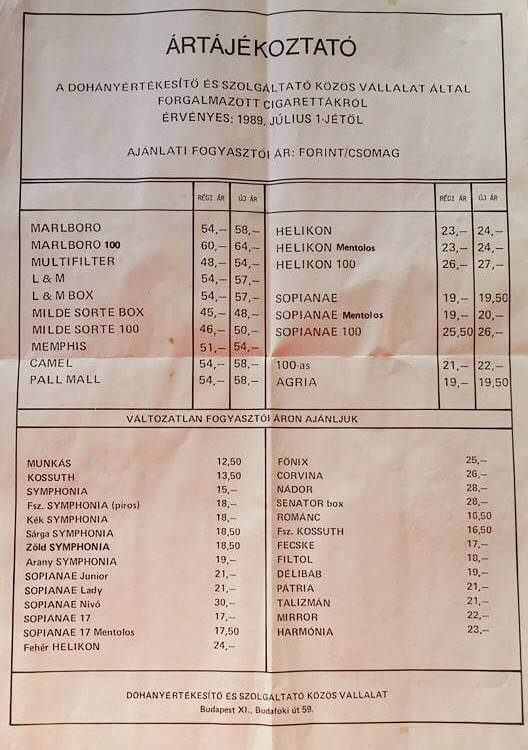 ÁRTÁJÉKOZTATÓ
A DOHÁNYÉRTÉKESÍTŐ ÉS SZOLGÁLTATÓ KÖZÖS VÁLLALAT ÁLTAL
FORGALMAZOTT CIGARETTÁKRÓL
ÉRVÉNYES: 1989. JÚLIUS 1-JÉTŐL
AJÁNLATI FOGYASZTÓI ÁR: FORINT/CSOMAG
RÉGI ÁR ÚJ ÁR
MARLBORO 54,— 58,—
MARLBORO 100 60,— 64,—
MULTIFILTER 48,— 54,—
L & M 54,— 57,—
L & M BOX 54,— 57,—
MILDE SORTE BOX 45,— 48,—
MILDE SORTE 100 46,— 50,—
MEMPHIS 51,— 54,—
CAMEL 54,— 58,—
PALL MALL 54,— 58,—
RÉGI ÁR ÚJ ÁR
HELIKON 23,— 24,—
HELIKON Mentolos 23,— 24,—
HELIKON 100 26,— 27,—
SOPIANAE 19,— 19,50
SOPIANAE Mentolos 19,— 20,—
SOPIANAE 100 25,50 26,—
100-as 21,— 22,—
AGRIA 19,— 19,50
VÁLTOZATLAN FOGYASZTÓI ÁRON AJÁNLJUK
MUNKÁS 12,50
KOSSUTH 13,50
SYMPHONIA 15,—
Fsz. SYMPHONIA (piros) 18,—
Kék SYMPHONIA 18,—
Sárga SYMPHONIA 18,50
Zöld SYMPHONIA 18,50
Arany SYMPHONIA 19,—
SOPIANAE Junior 21,—
SOPIANAE Lady 21,—
SOPIANAE Nívó 30,—
SOPIANAE 17 17,—
SOPIANAE 17 Mentolos 17,50
Fehér HELIKON 24,—
FŐNIX 25,—
CORVINA 26,—
NÁDOR 28,—
SENATOR box 28,—
ROMÁNC 16,50
Fsz. KOSSUTH 16,50
FECSKE 17,—
FILTOL 18,—
DÉLIBÁB 19,—
PÁTRIA 21,—
TALIZMÁN 21,—
MIRROR 22,—
HARMÓNIA 23,—
DOHÁNYÉRTÉKESÍTŐ ÉS SZOLGÁLTATÓ KÖZÖS VÁLLALAT
Budapest XI., Budafoki út 59.